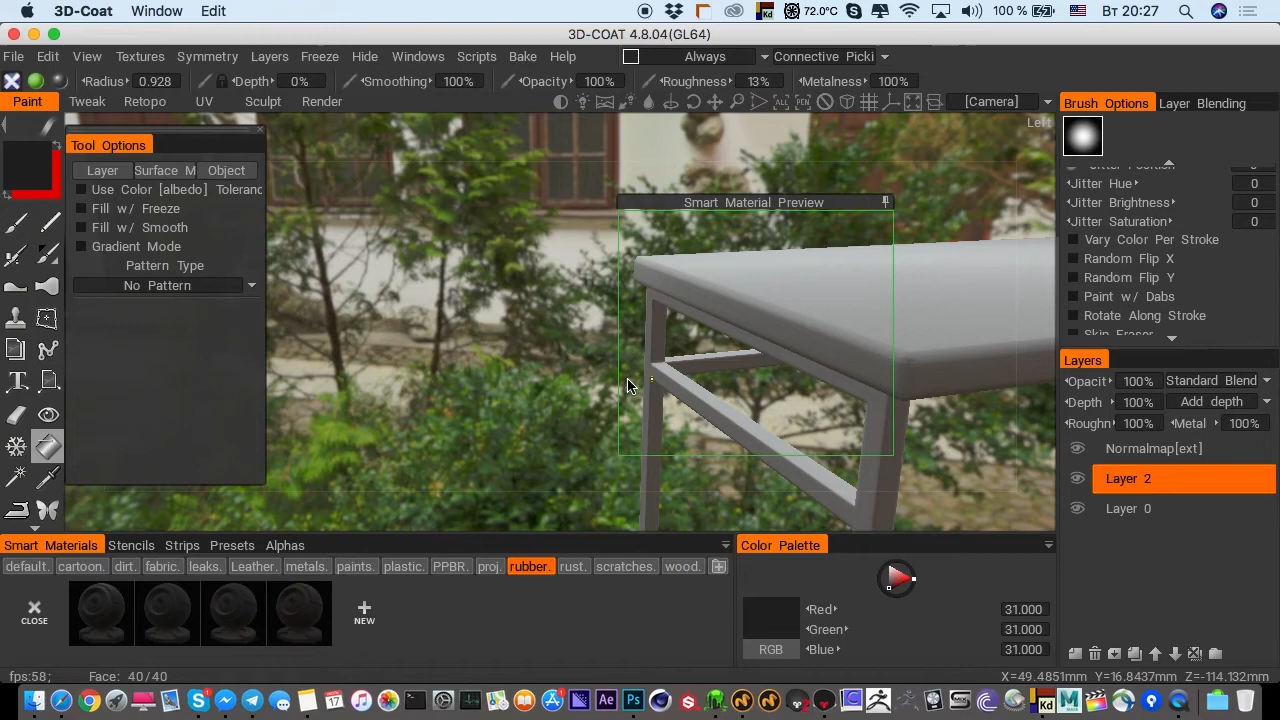 3D-Coat Window Edit 72.0°C 100 % Вт 20:27
3D-COAT 4.8.04(GL64)
File Edit View Textures Symmetry Layers Freeze Hide Windows Scripts Bake Help Always Connective Picki
Radius 0.928 Depth: 0% Smoothing 100% Opacity 100% Roughness 13% Metalness 100%
Paint Tweak Retopo UV Sculpt Render ALL PEN [Camera] Brush Options Layer Blending
Left
Tool Options
Layer Surface M Object
Use Color [albedo] Toleranc
Fill w/ Freeze
Fill w/ Smooth
Gradient Mode
Pattern Type
No Pattern
Smart Material Preview
Jitter Hue 0
Jitter Brightness 0
Jitter Saturation 0
Vary Color Per Stroke
Random Flip X
Random Flip Y
Paint w/ Dabs
Rotate Along Stroke
Skip Eraser
Layers
Opacit 100% Standard Blend
Depth 100% Add depth
Roughn 100% Metal 100%
Normalmap[ext]
Layer 2
Layer 0
Smart Materials Stencils Strips Presets Alphas
default. cartoon. dirt. fabric. leaks. Leather. metals. paints. plastic. PPBR. proj. rubber. rust. scratches. wood.
CLOSE NEW
Color Palette
Red 31.000
Green 31.000
Blue 31.000
RGB
fps:58; Face: 40/40 X=49.4851mm Y=16.8437mm Z=-114.132mm